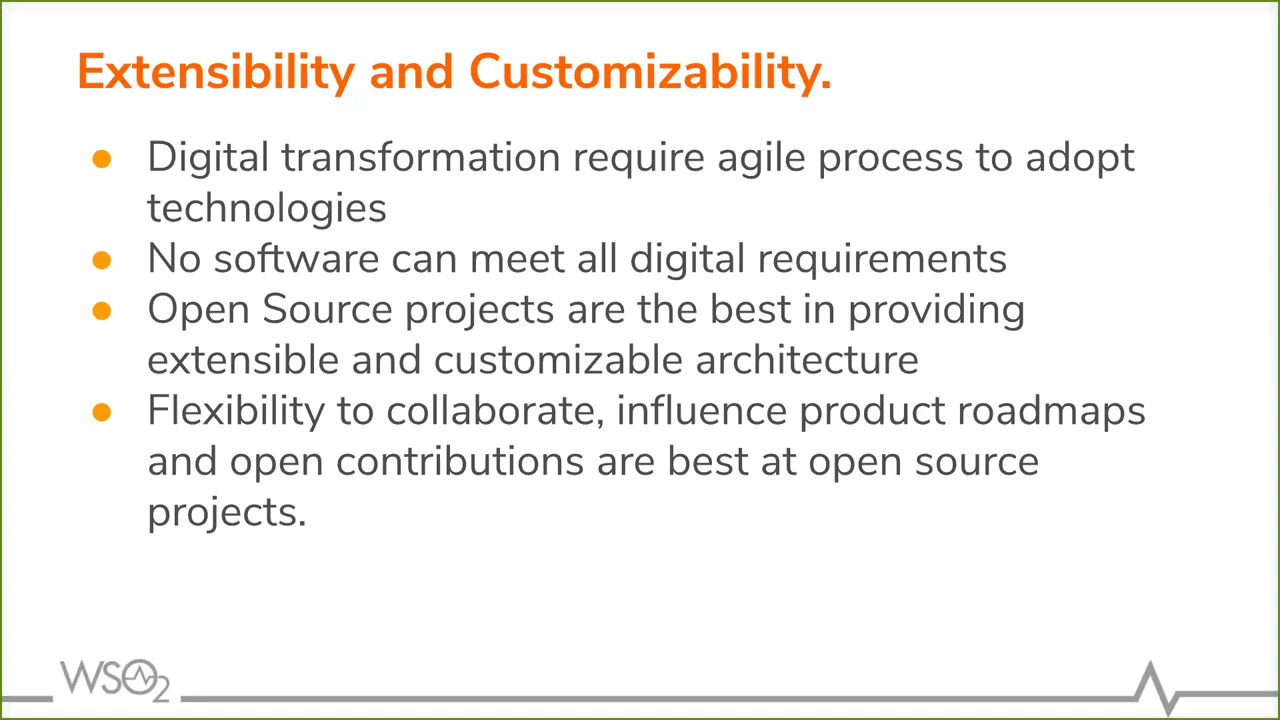 Extensibility and Customizability.
● Digital transformation require agile process to adopt
technologies
● No software can meet all digital requirements
● Open Source projects are the best in providing
extensible and customizable architecture
● Flexibility to collaborate, influence product roadmaps
and open contributions are best at open source
projects.
WSO2